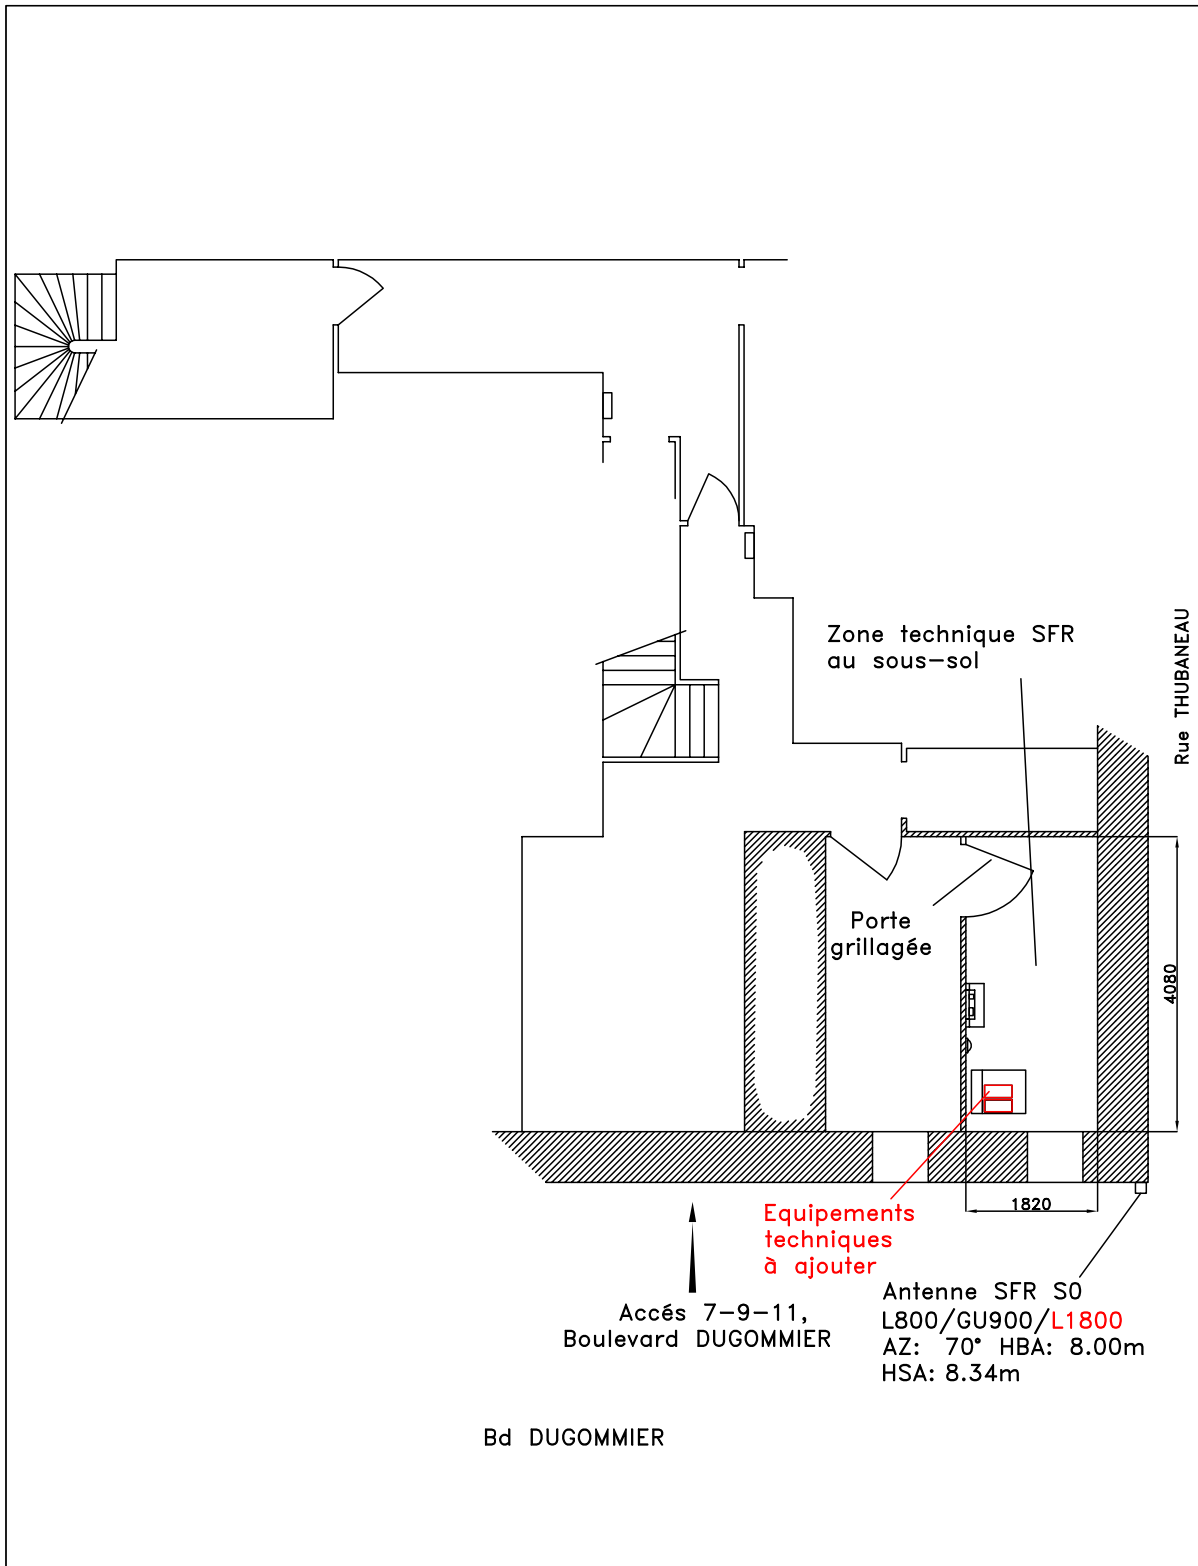 Zone technique SFR
au sous-sol
Rue THUBANEAU
Porte
grillagée
4080
1820
Equipements
techniques
à ajouter
Accés 7-9-11,
Boulevard DUGOMMIER
Antenne SFR S0
L800/GU900/L1800
AZ: 70° HBA: 8.00m
HSA: 8.34m
Bd DUGOMMIER